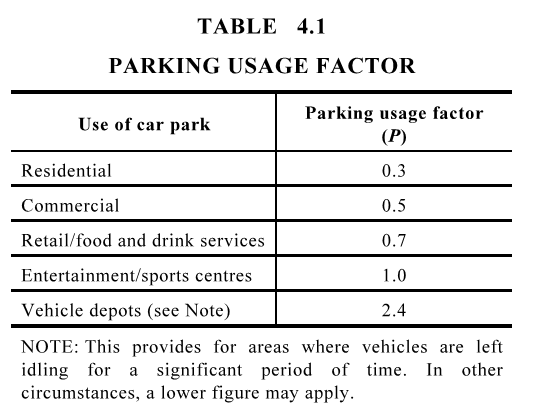 TABLE 4.1
PARKING USAGE FACTOR
Use of car park
Parking usage factor
(P)
Residential 0.3
Commercial 0.5
Retail/food and drink services 0.7
Entertainment/sports centres 1.0
Vehicle depots (see Note) 2.4
NOTE: This provides for areas where vehicles are left
idling for a significant period of time. In other
circumstances, a lower figure may apply.